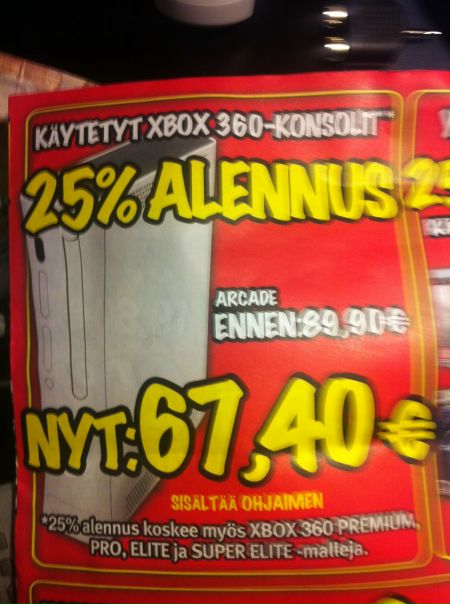 KÄYTETYT XBOX 360-KONSOLIT*
25% ALENNUS
25
ARCADE
ENNEN:89,90€
NYT:67,40€
SISÄLTÄÄ OHJAIMEN
*25% alennus koskee myös XBOX 360 PREMIUM,
PRO, ELITE ja SUPER ELITE -malleja.